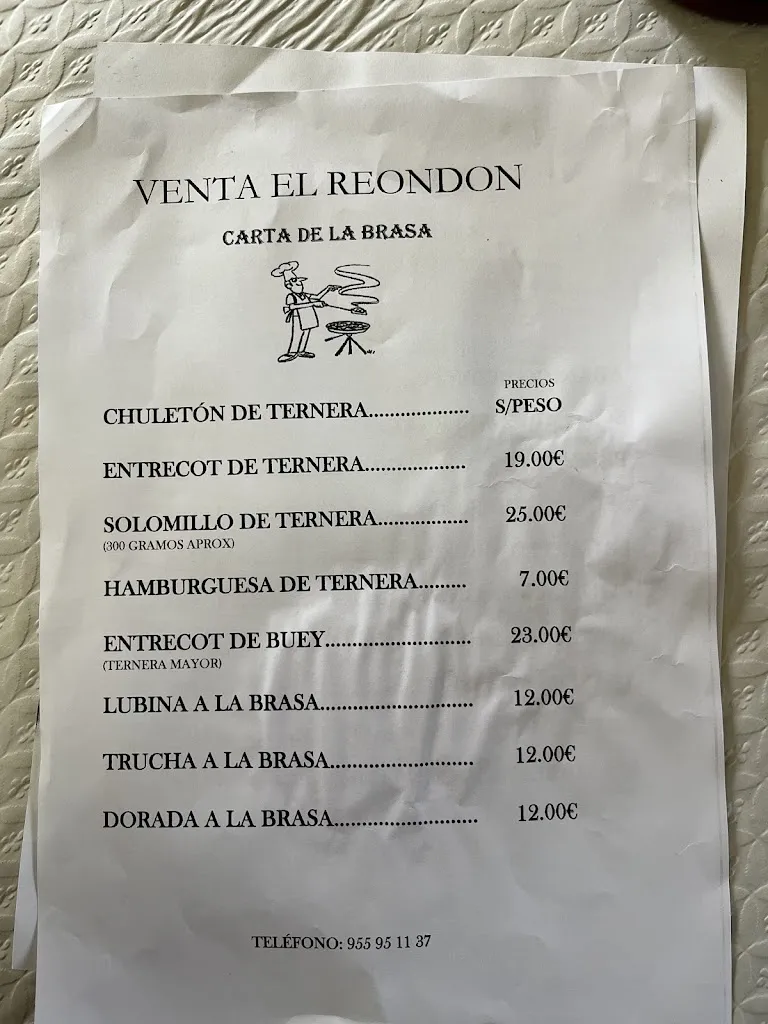 VENTA EL REONDON
CARTA DE LA BRASA
PRECIOS
CHULETÓN DE TERNERA.................... S/PESO
ENTRECOT DE TERNERA.................... 19.00€
SOLOMILLO DE TERNERA.................. 25.00€
(300 GRAMOS APROX)
HAMBURGUESA DE TERNERA......... 7.00€
ENTRECOT DE BUEY............................. 23.00€
(TERNERA MAYOR)
LUBINA A LA BRASA.............................. 12.00€
TRUCHA A LA BRASA............................ 12.00€
DORADA A LA BRASA............................ 12.00€
TELÉFONO: 955 95 11 37